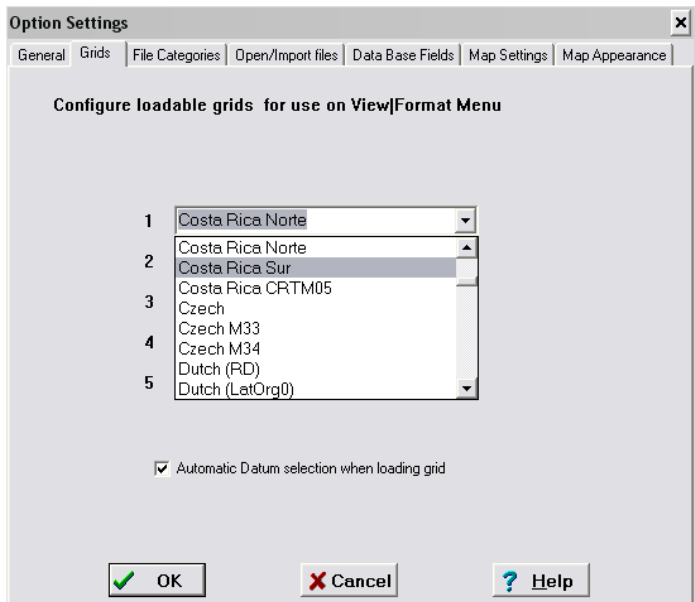 Option Settings
General Grids File Categories Open/Import files Data Base Fields Map Settings Map Appearance
Configure loadable grids for use on View|Format Menu
1 Costa Rica Norte
Costa Rica Norte
2 Costa Rica Sur
Costa Rica CRTM05
3 Czech
Czech M33
4 Czech M34
Dutch (RD)
5 Dutch (LatOrg0)
Automatic Datum selection when loading grid
OK Cancel Help